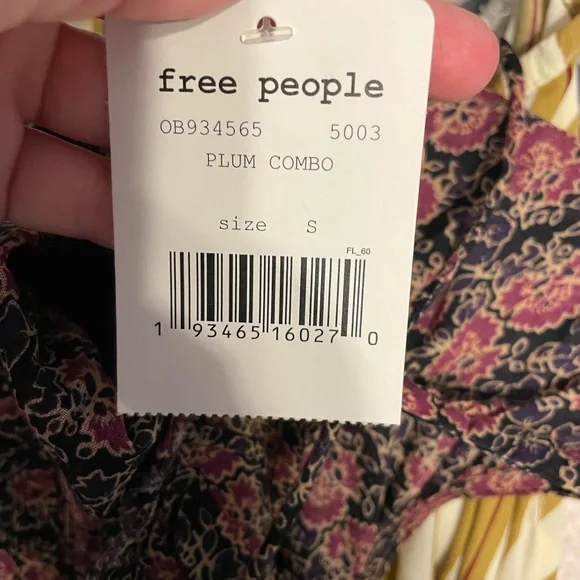 free people
OB934565 5003
PLUM COMBO
size S
FL_60
1 93465 16027 0